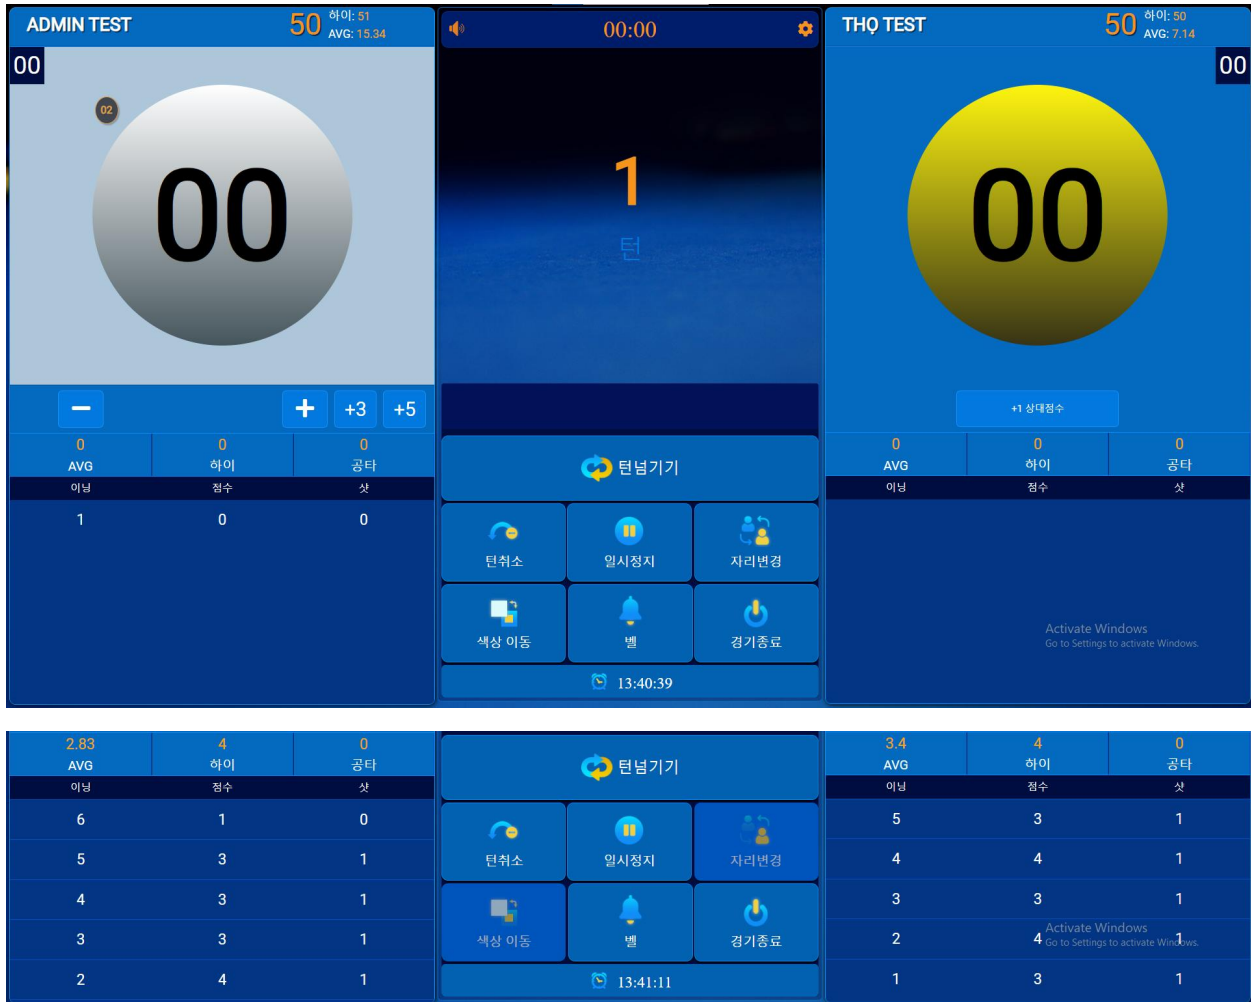 ADMIN TEST
50
하이: 51
AVG: 15.34
00
02
00
+3
+5
0
0
0
AVG
하이
공타
이닝
점수
샷
1
0
0
00:00
1
턴
턴넘기기
턴취소
일시정지
자리변경
색상 이동
벨
경기종료
13:40:39
THỌ TEST
50
하이: 50
AVG: 7.14
00
00
+1 상대점수
0
0
0
AVG
하이
공타
이닝
점수
샷
Activate Windows
Go to Settings to activate Windows.
2.83
4
0
AVG
하이
공타
이닝
점수
샷
6
1
0
5
3
1
4
3
1
3
3
1
2
4
1
턴넘기기
턴취소
일시정지
자리변경
색상 이동
벨
경기종료
13:41:11
3.4
4
0
AVG
하이
공타
이닝
점수
샷
5
3
1
4
4
1
3
3
1
2
4
1
1
3
1
Activate Windows
Go to Settings to activate Windows.